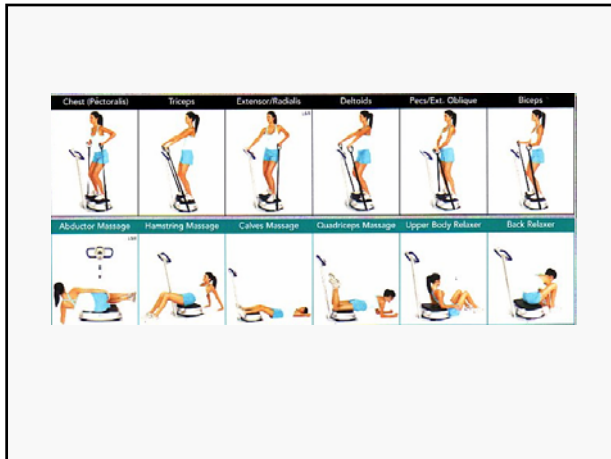 Chest (Péctoralis) Triceps Extensor/Radialis Deltoids Pecs/Ext. Oblique Biceps
L&R
Abductor Massage Hamstring Massage Calves Massage Quadriceps Massage Upper Body Relaxer Back Relaxer
L&R